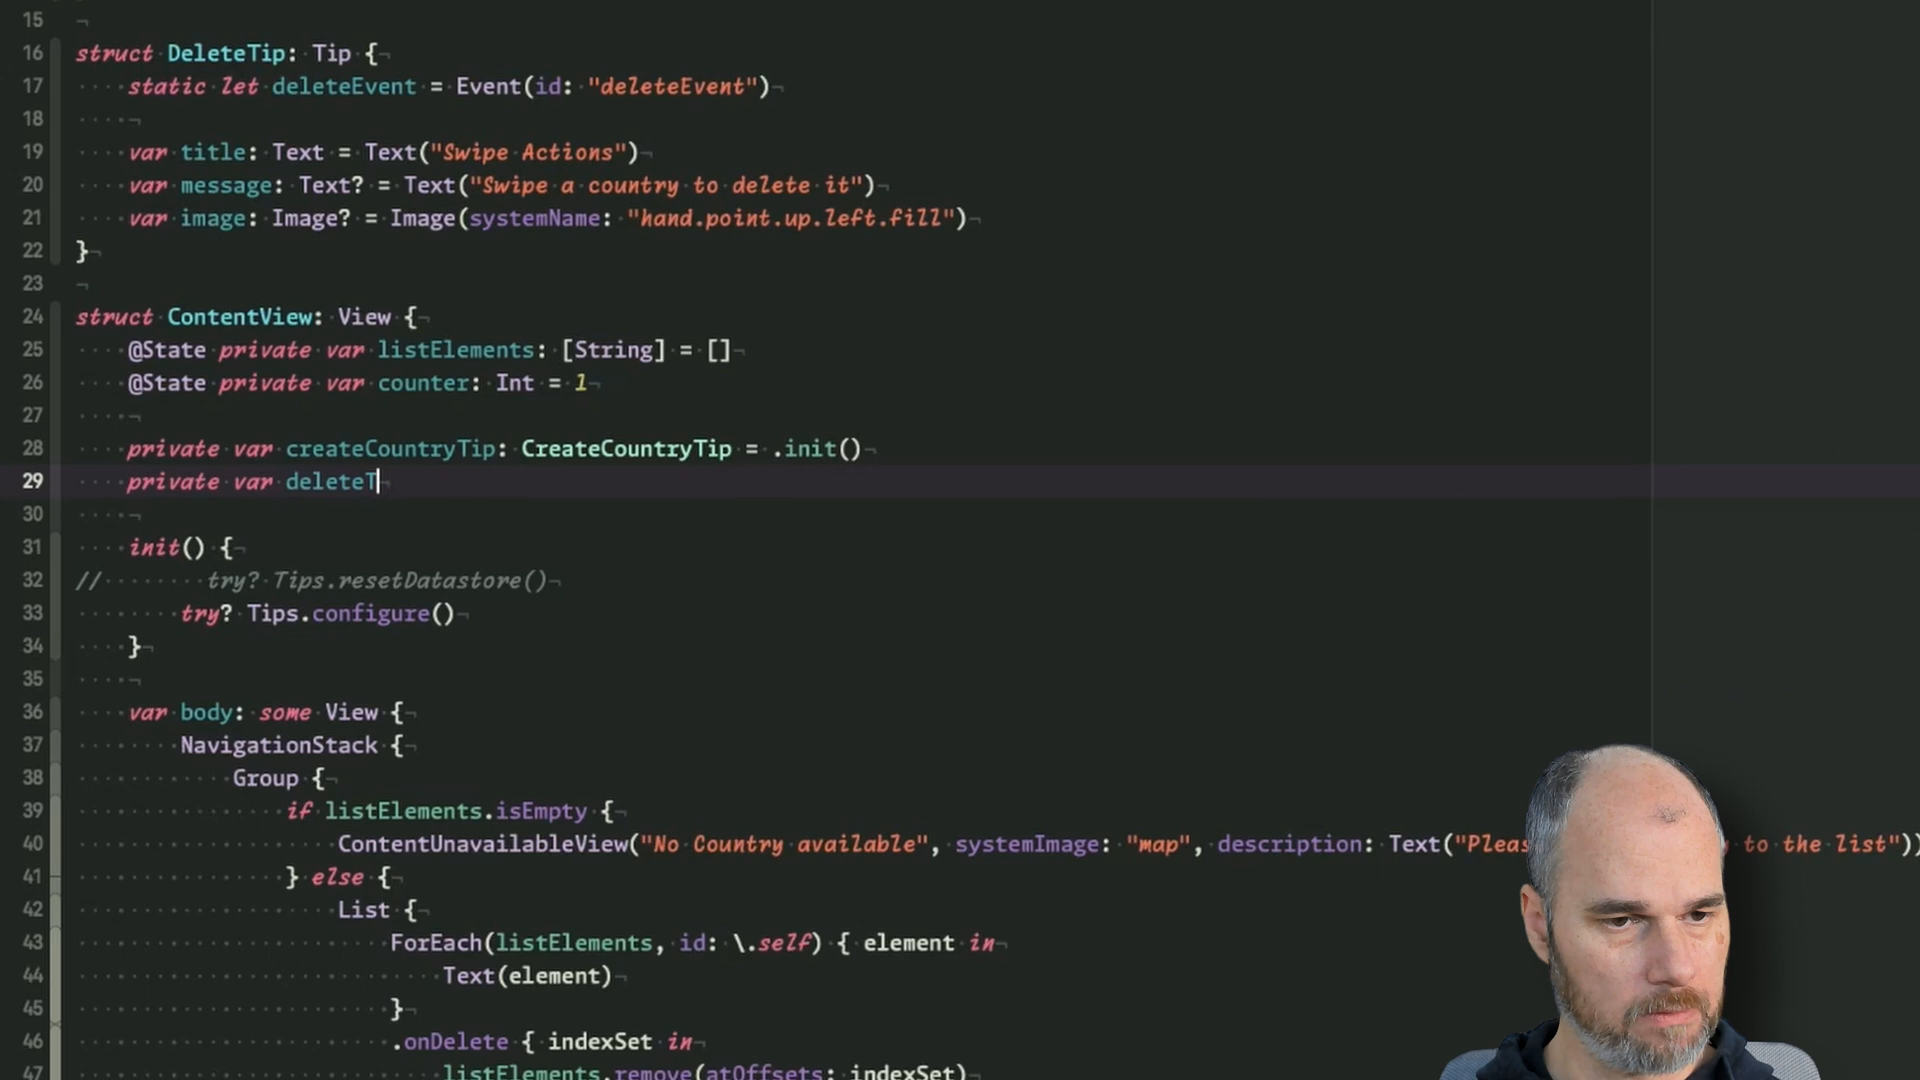 15
16 struct DeleteTip: Tip {
17 static let deleteEvent = Event(id: "deleteEvent")
18
19 var title: Text = Text("Swipe Actions")
20 var message: Text? = Text("Swipe a country to delete it")
21 var image: Image? = Image(systemName: "hand.point.up.left.fill")
22 }
23
24 struct ContentView: View {
25 @State private var listElements: [String] = []
26 @State private var counter: Int = 1
27
28 private var createCountryTip: CreateCountryTip = .init()
29 private var deleteT
30
31 init() {
32 // try? Tips.resetDatastore()
33 try? Tips.configure()
34 }
35
36 var body: some View {
37 NavigationStack {
38 Group {
39 if listElements.isEmpty {
40 ContentUnavailableView("No Country available", systemImage: "map", description: Text("Pleas to the list"))
41 } else {
42 List {
43 ForEach(listElements, id: \.self) { element in
44 Text(element)
45 }
46 .onDelete { indexSet in
47 listElements.remove(atOffsets: indexSet)